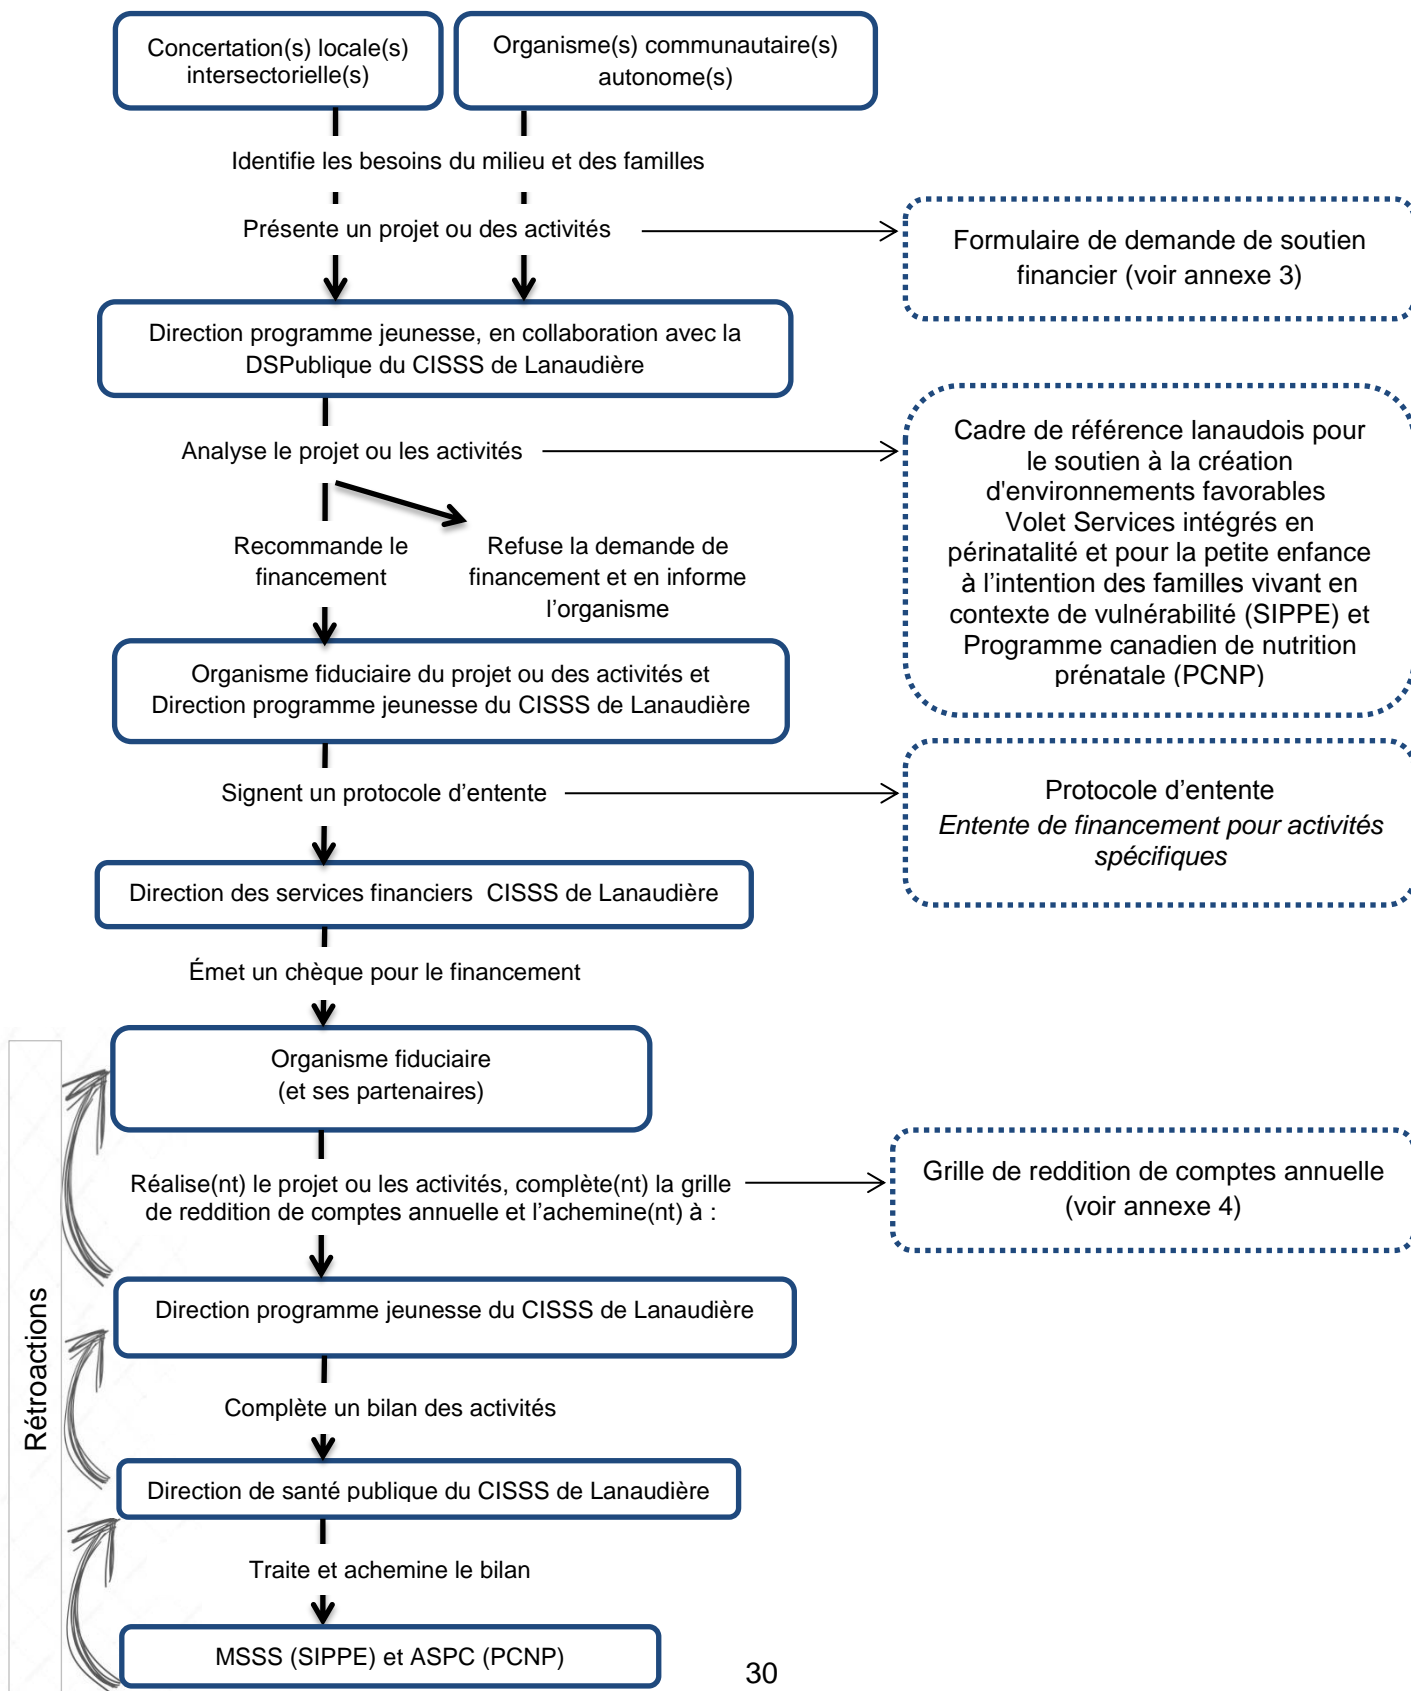 Concertation(s) locale(s)
intersectorielle(s)
Organisme(s) communautaire(s)
autonome(s)
Identifie les besoins du milieu et des familles
Présente un projet ou des activités
Formulaire de demande de soutien
financier (voir annexe 3)
Direction programme jeunesse, en collaboration avec la
DSPublique du CISSS de Lanaudière
Analyse le projet ou les activités
Cadre de référence lanaudois pour
le soutien à la création
d'environnements favorables
Volet Services intégrés en
périnatalité et pour la petite enfance
à l’intention des familles vivant en
contexte de vulnérabilité (SIPPE) et
Programme canadien de nutrition
prénatale (PCNP)
Recommande le
financement
Refuse la demande de
financement et en informe
l’organisme
Organisme fiduciaire du projet ou des activités et
Direction programme jeunesse du CISSS de Lanaudière
Signent un protocole d’entente
Protocole d’entente
Entente de financement pour activités
spécifiques
Direction des services financiers  CISSS de Lanaudière
Émet un chèque pour le financement
Organisme fiduciaire
(et ses partenaires)
Réalise(nt) le projet ou les activités, complète(nt) la grille
de reddition de comptes annuelle et l’achemine(nt) à :
Grille de reddition de comptes annuelle
(voir annexe 4)
Direction programme jeunesse du CISSS de Lanaudière
Rétroactions
Complète un bilan des activités
Direction de santé publique du CISSS de Lanaudière
Traite et achemine le bilan
MSSS (SIPPE) et ASPC (PCNP)
30